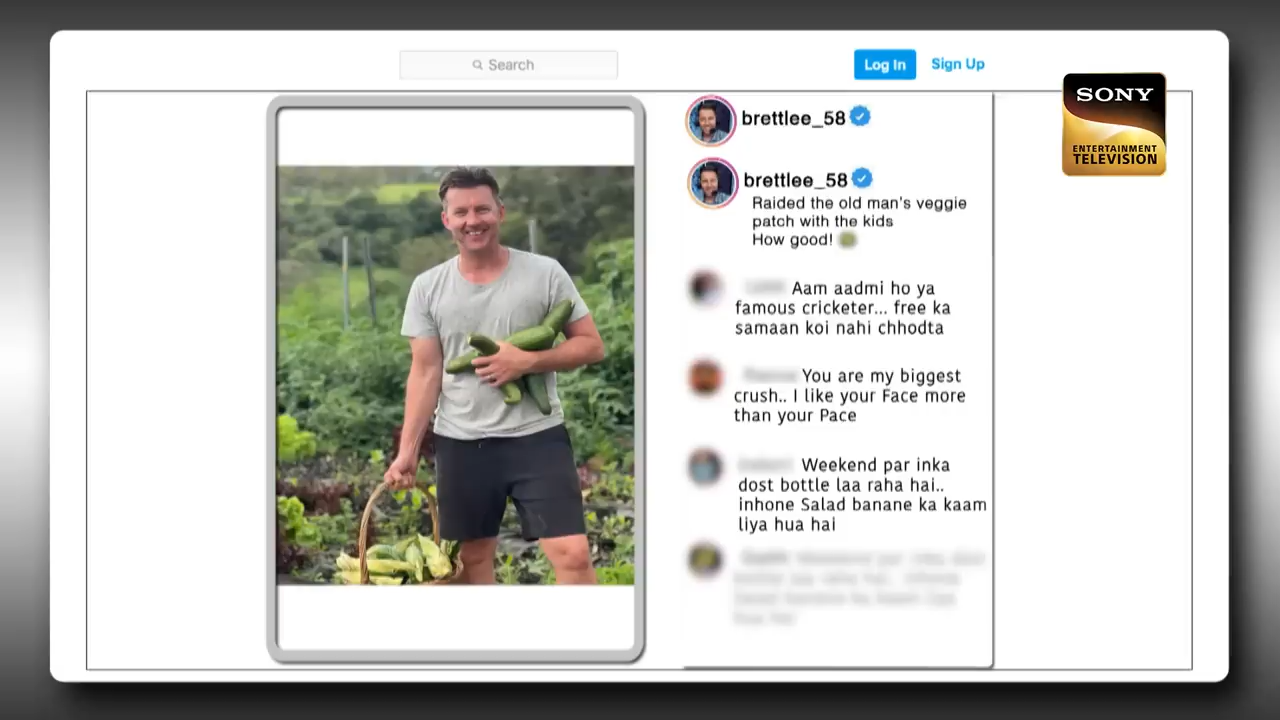 Search
Log In
Sign Up
SONY
ENTERTAINMENT
TELEVISION
brettlee_58
brettlee_58
Raided the old man's veggie
patch with the kids
How good!
Aam aadmi ho ya
famous cricketer... free ka
samaan koi nahi chhodta
You are my biggest
crush.. I like your Face more
than your Pace
Weekend par inka
dost bottle laa raha hai..
inhone Salad banane ka kaam
liya hua hai